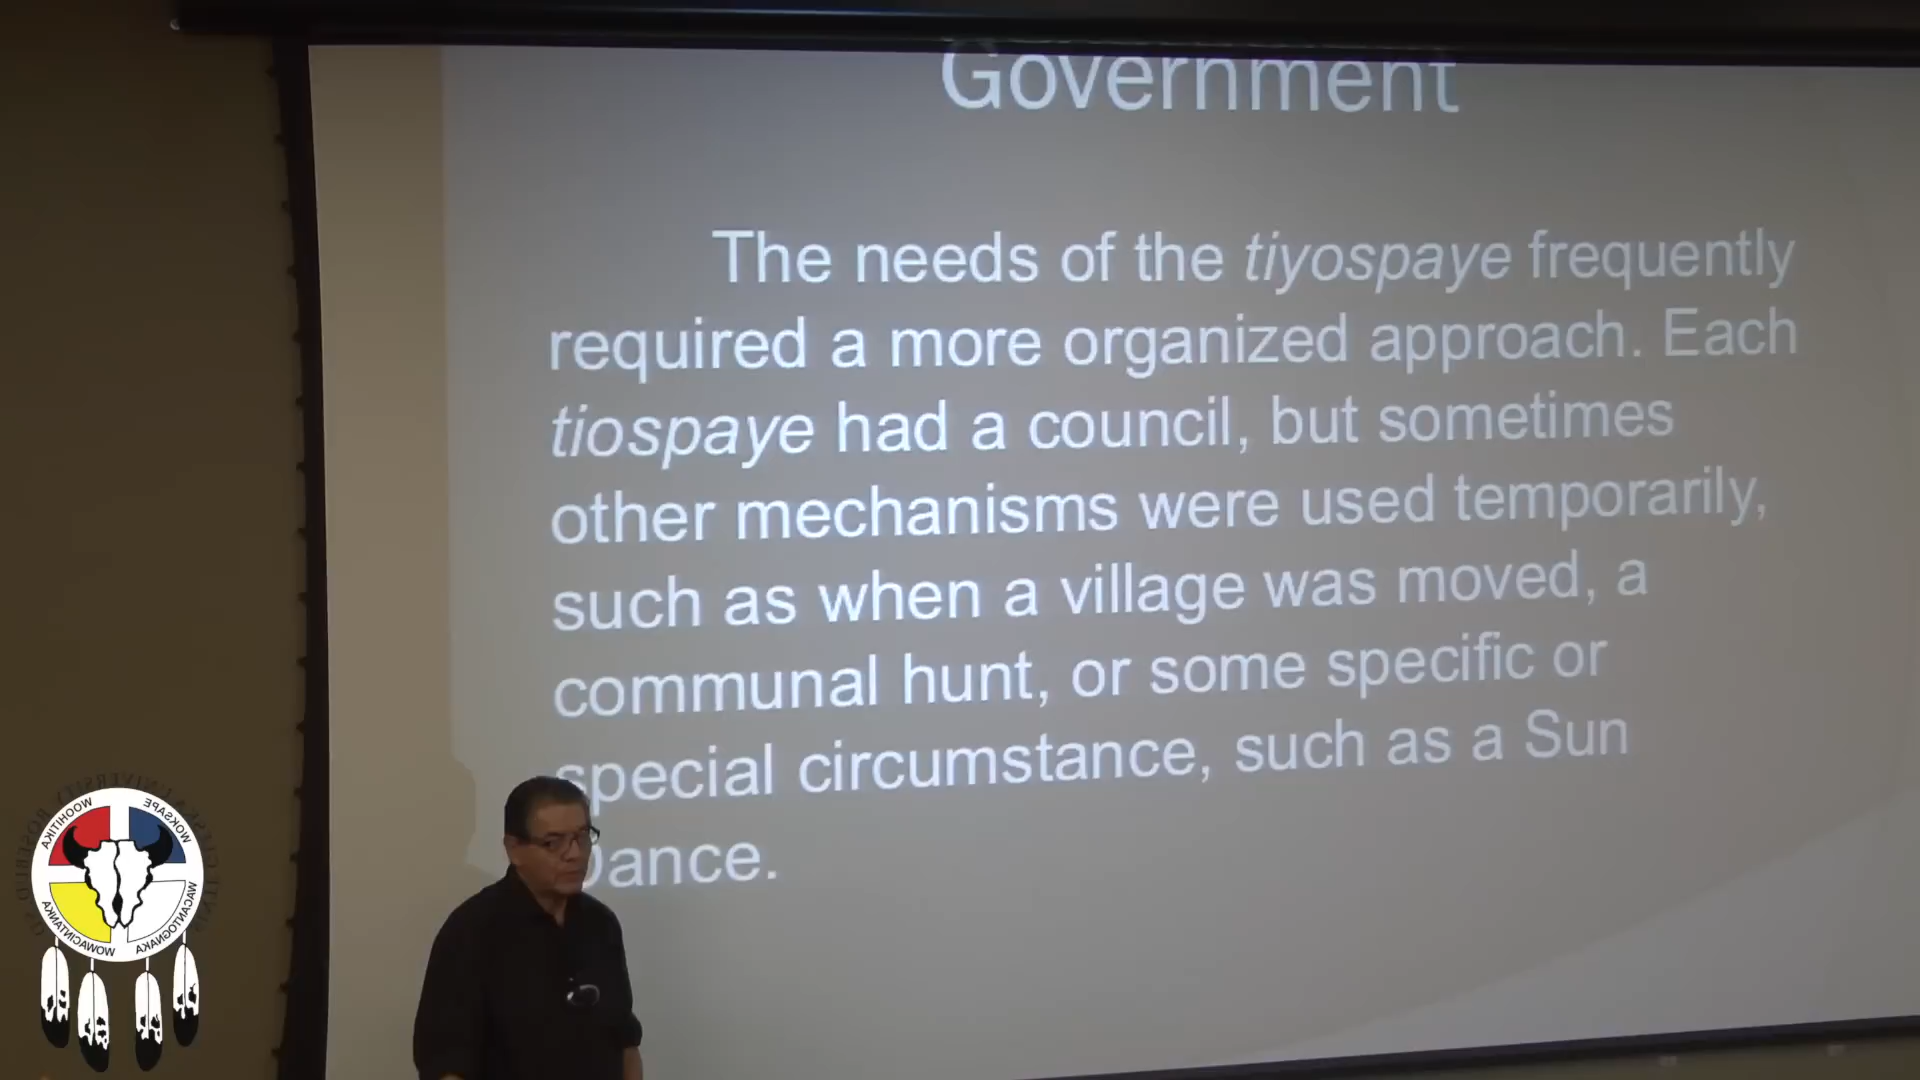 Government
The needs of the tiyospaye frequently
required a more organized approach. Each
tiospaye had a council, but sometimes
other mechanisms were used temporarily,
such as when a village was moved, a
communal hunt, or some specific or
special circumstance, such as a Sun
Dance.
WOOHITIKA
WOKSAPE
WOWACINTANKA
WACANTOGNAKA